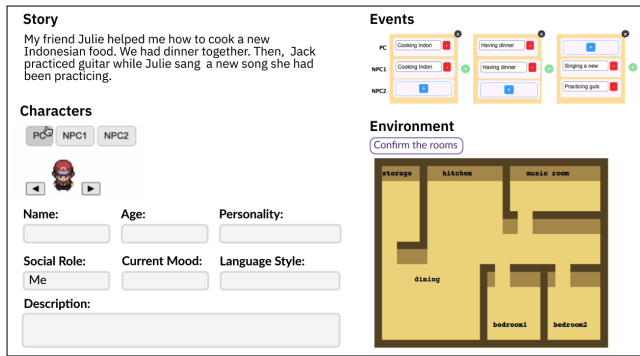 Story
My friend Julie helped me how to cook a new
Indonesian food. We had dinner together. Then, Jack
practiced guitar while Julie sang a new song she had
been practicing.
Characters
PC NPC1 NPC2
Name: Age: Personality:
Social Role: Current Mood: Language Style:
Me
Description:
Events
PC Cooking Indon Having dinner
NPC1 Cooking Indon Having dinner Singing a new
NPC2 Practicing guita
Environment
Confirm the rooms
storage kitchen music room
dining
bedroom1 bedroom2